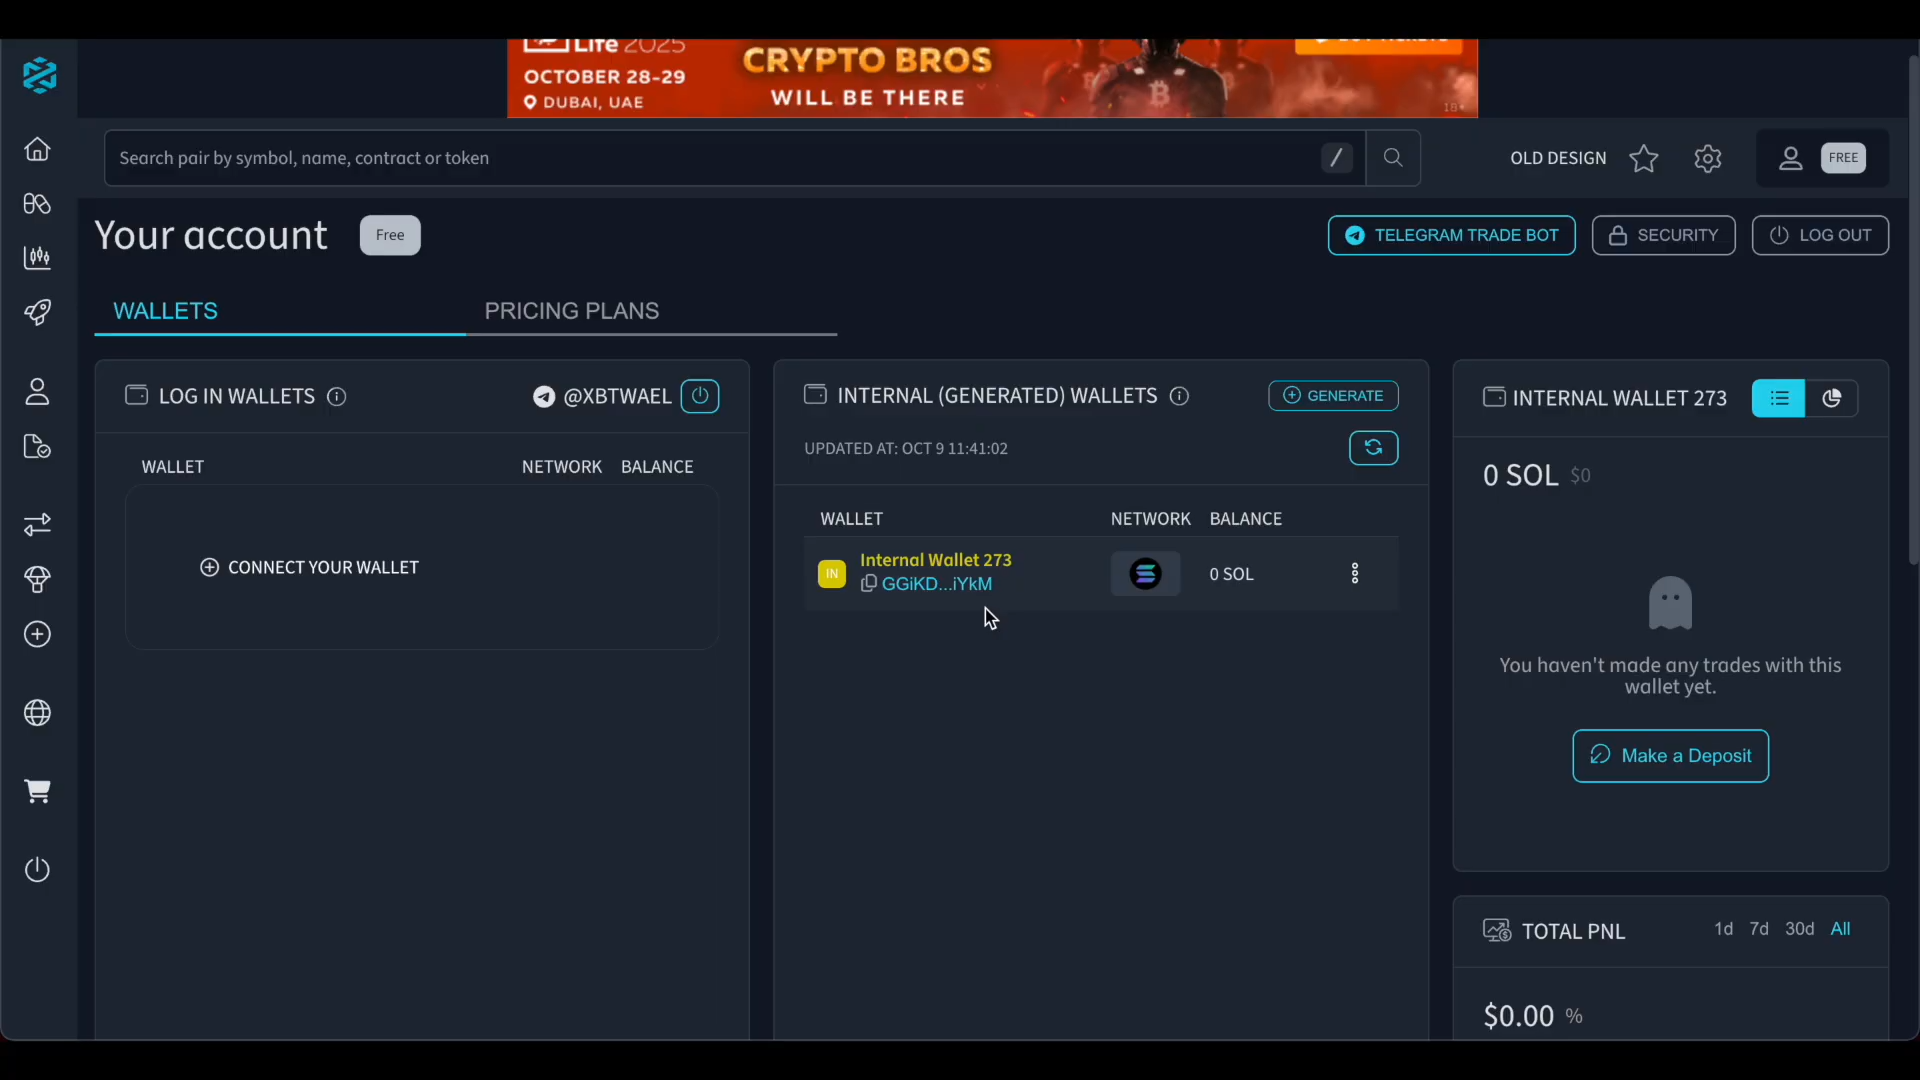 Life 2025
OCTOBER 28-29
DUBAI, UAE
CRYPTO BROS
WILL BE THERE
18+
Search pair by symbol, name, contract or token
/
OLD DESIGN
FREE
Your account
Free
TELEGRAM TRADE BOT
SECURITY
LOG OUT
WALLETS
PRICING PLANS
LOG IN WALLETS
@XBTWAEL
WALLET NETWORK BALANCE
CONNECT YOUR WALLET
INTERNAL (GENERATED) WALLETS
GENERATE
UPDATED AT: OCT 9 11:41:02
WALLET NETWORK BALANCE
IN
Internal Wallet 273
GGiKD...iYkM
0 SOL
INTERNAL WALLET 273
0 SOL $0
You haven't made any trades with this
wallet yet.
Make a Deposit
TOTAL PNL
1d 7d 30d All
$0.00 %